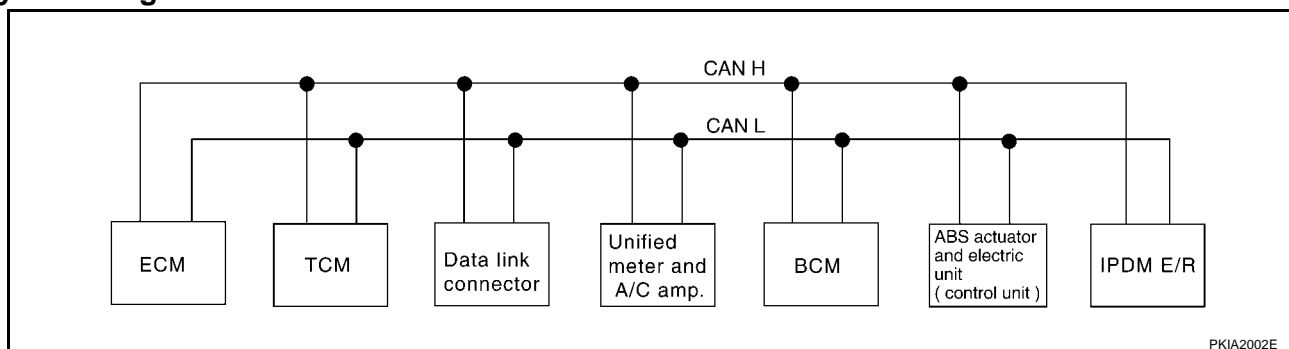 CAN H
CAN L
ECM
TCM
Data link
connector
Unified
meter and
A/C amp.
BCM
ABS actuator
and electric
unit
( control unit )
IPDM E/R
PKIA2002E